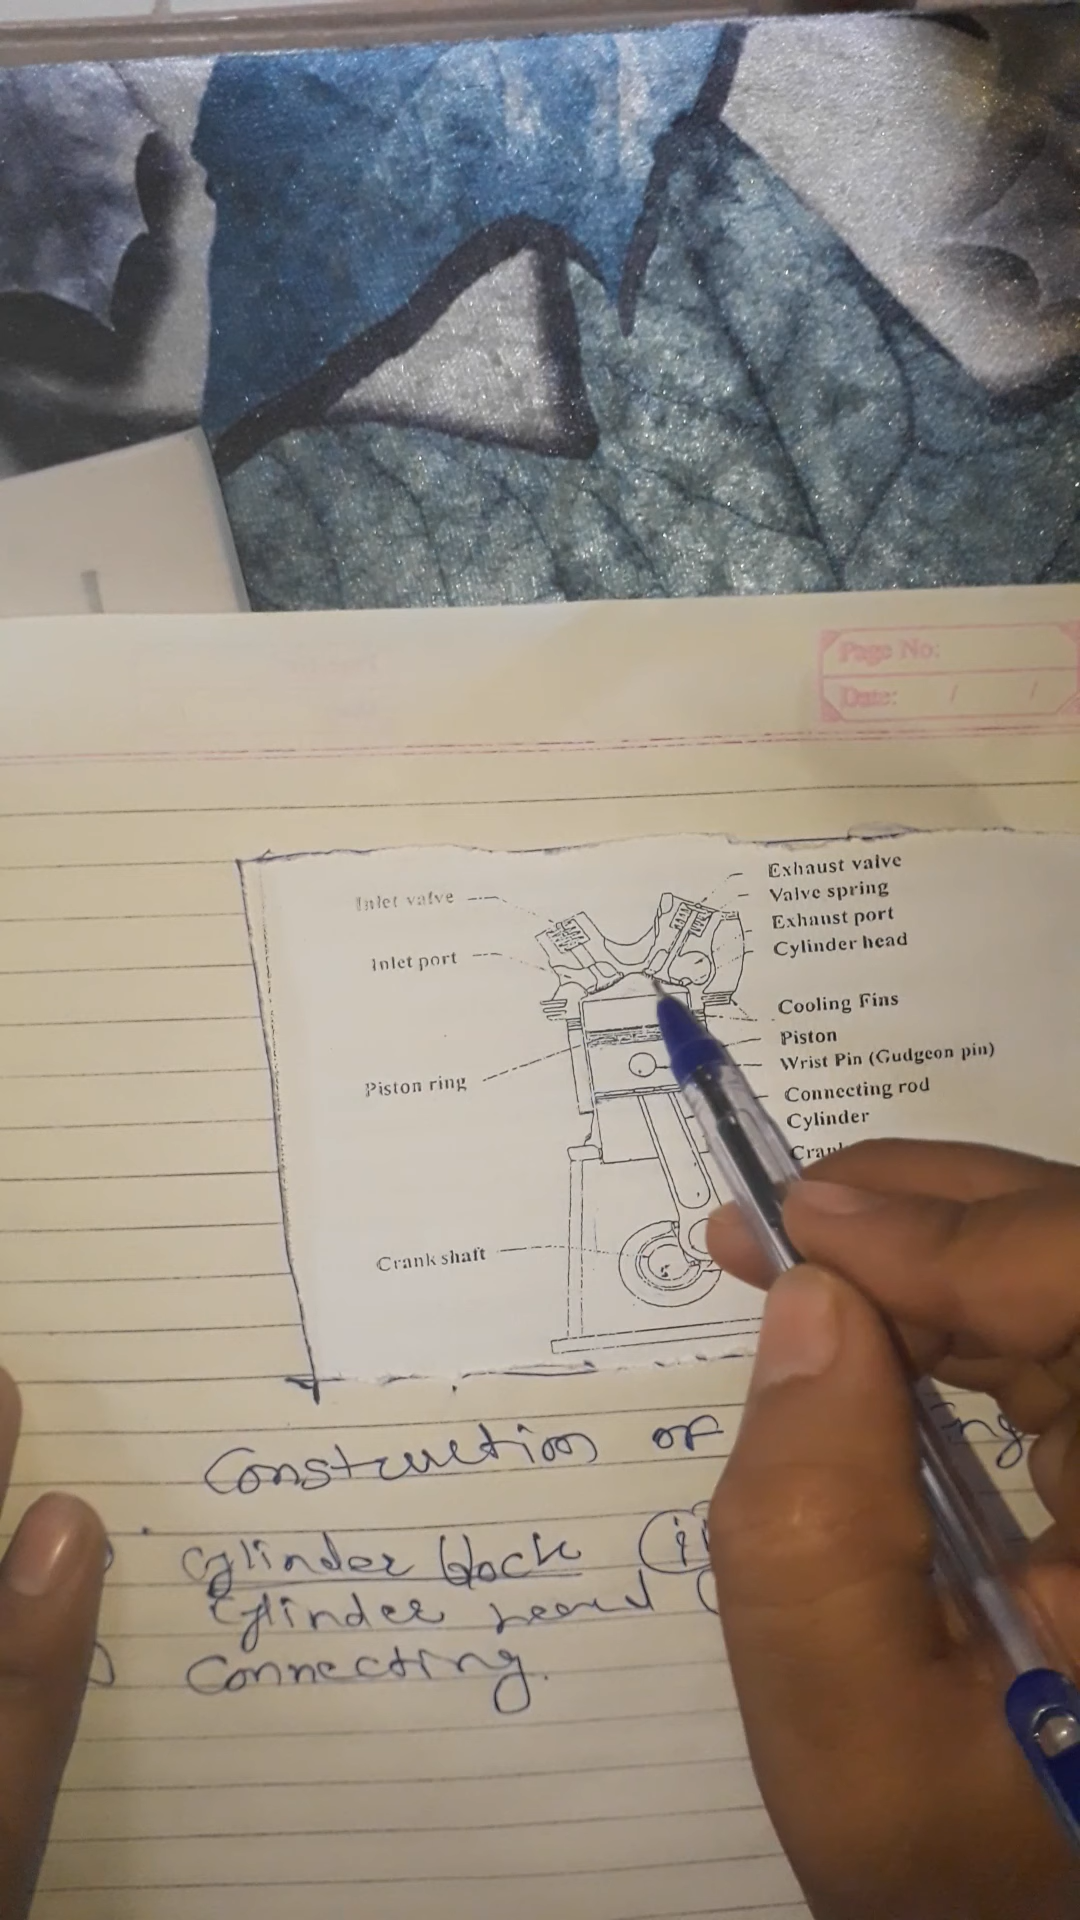 Page No:
Date: / /
Exhaust valve
Inlet valve
Valve spring
Exhaust port
Inlet port
Cylinder head
Cooling Fins
Piston
Wrist Pin (Gudgeon pin)
Piston ring
Connecting rod
Cylinder
Crank shaft
Construction of
Cylinder block
Cylinder head
Connecting.